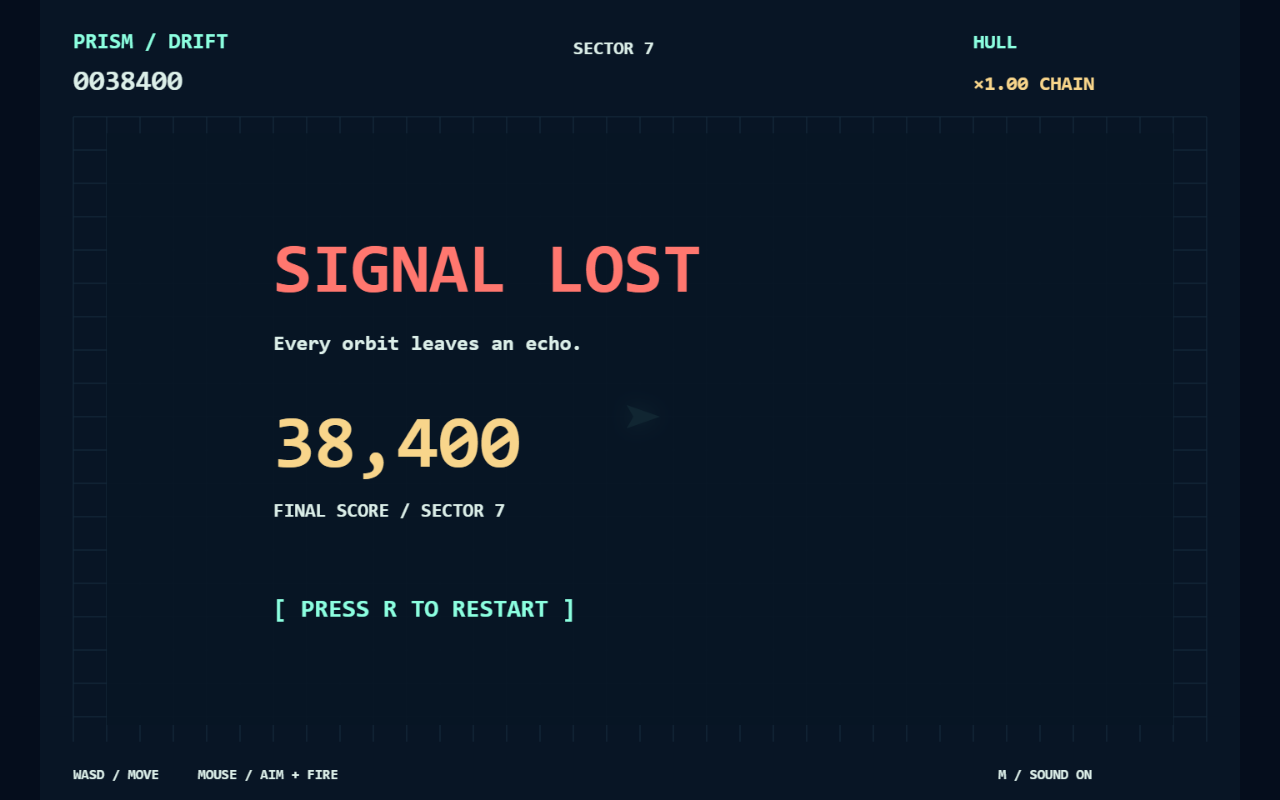 PRISM / DRIFT
SECTOR 7
HULL
0038400
×1.00 CHAIN
SIGNAL LOST
Every orbit leaves an echo.
38,400
FINAL SCORE / SECTOR 7
[ PRESS R TO RESTART ]
WASD / MOVE
MOUSE / AIM + FIRE
M / SOUND ON